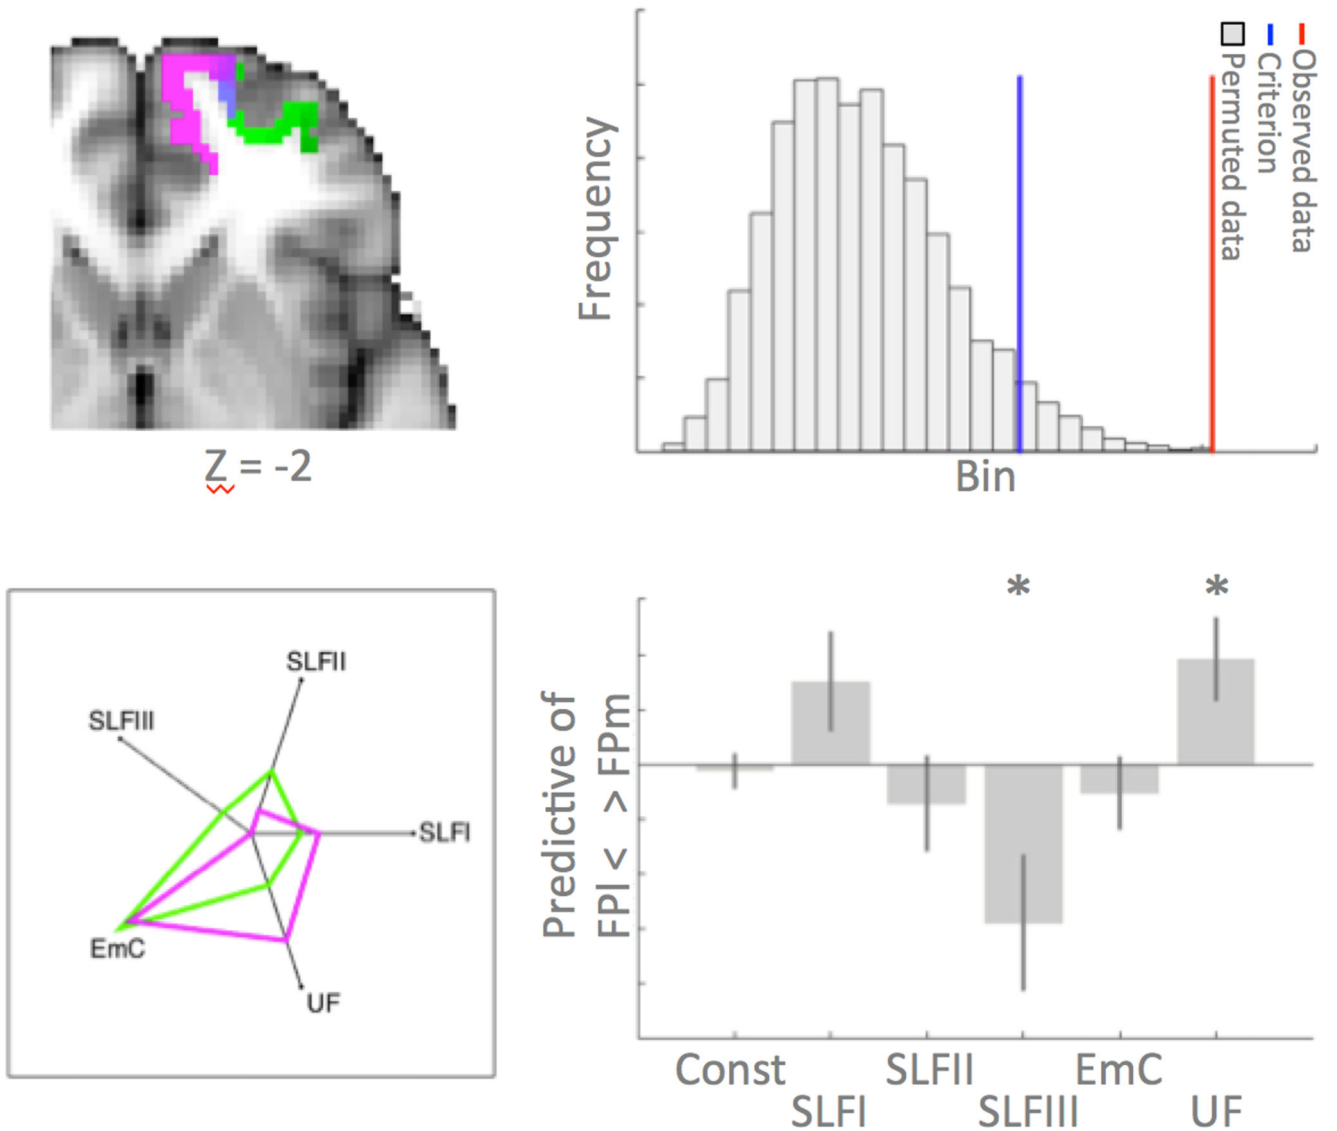 Z = -2
Frequency
Bin
Observed data
Criterion
Permuted data
SLFII
SLFIII
SLFI
EmC
UF
Predictive of
FPl < > FPm
*
*
Const
SLFI
SLFII
SLFIII
EmC
UF